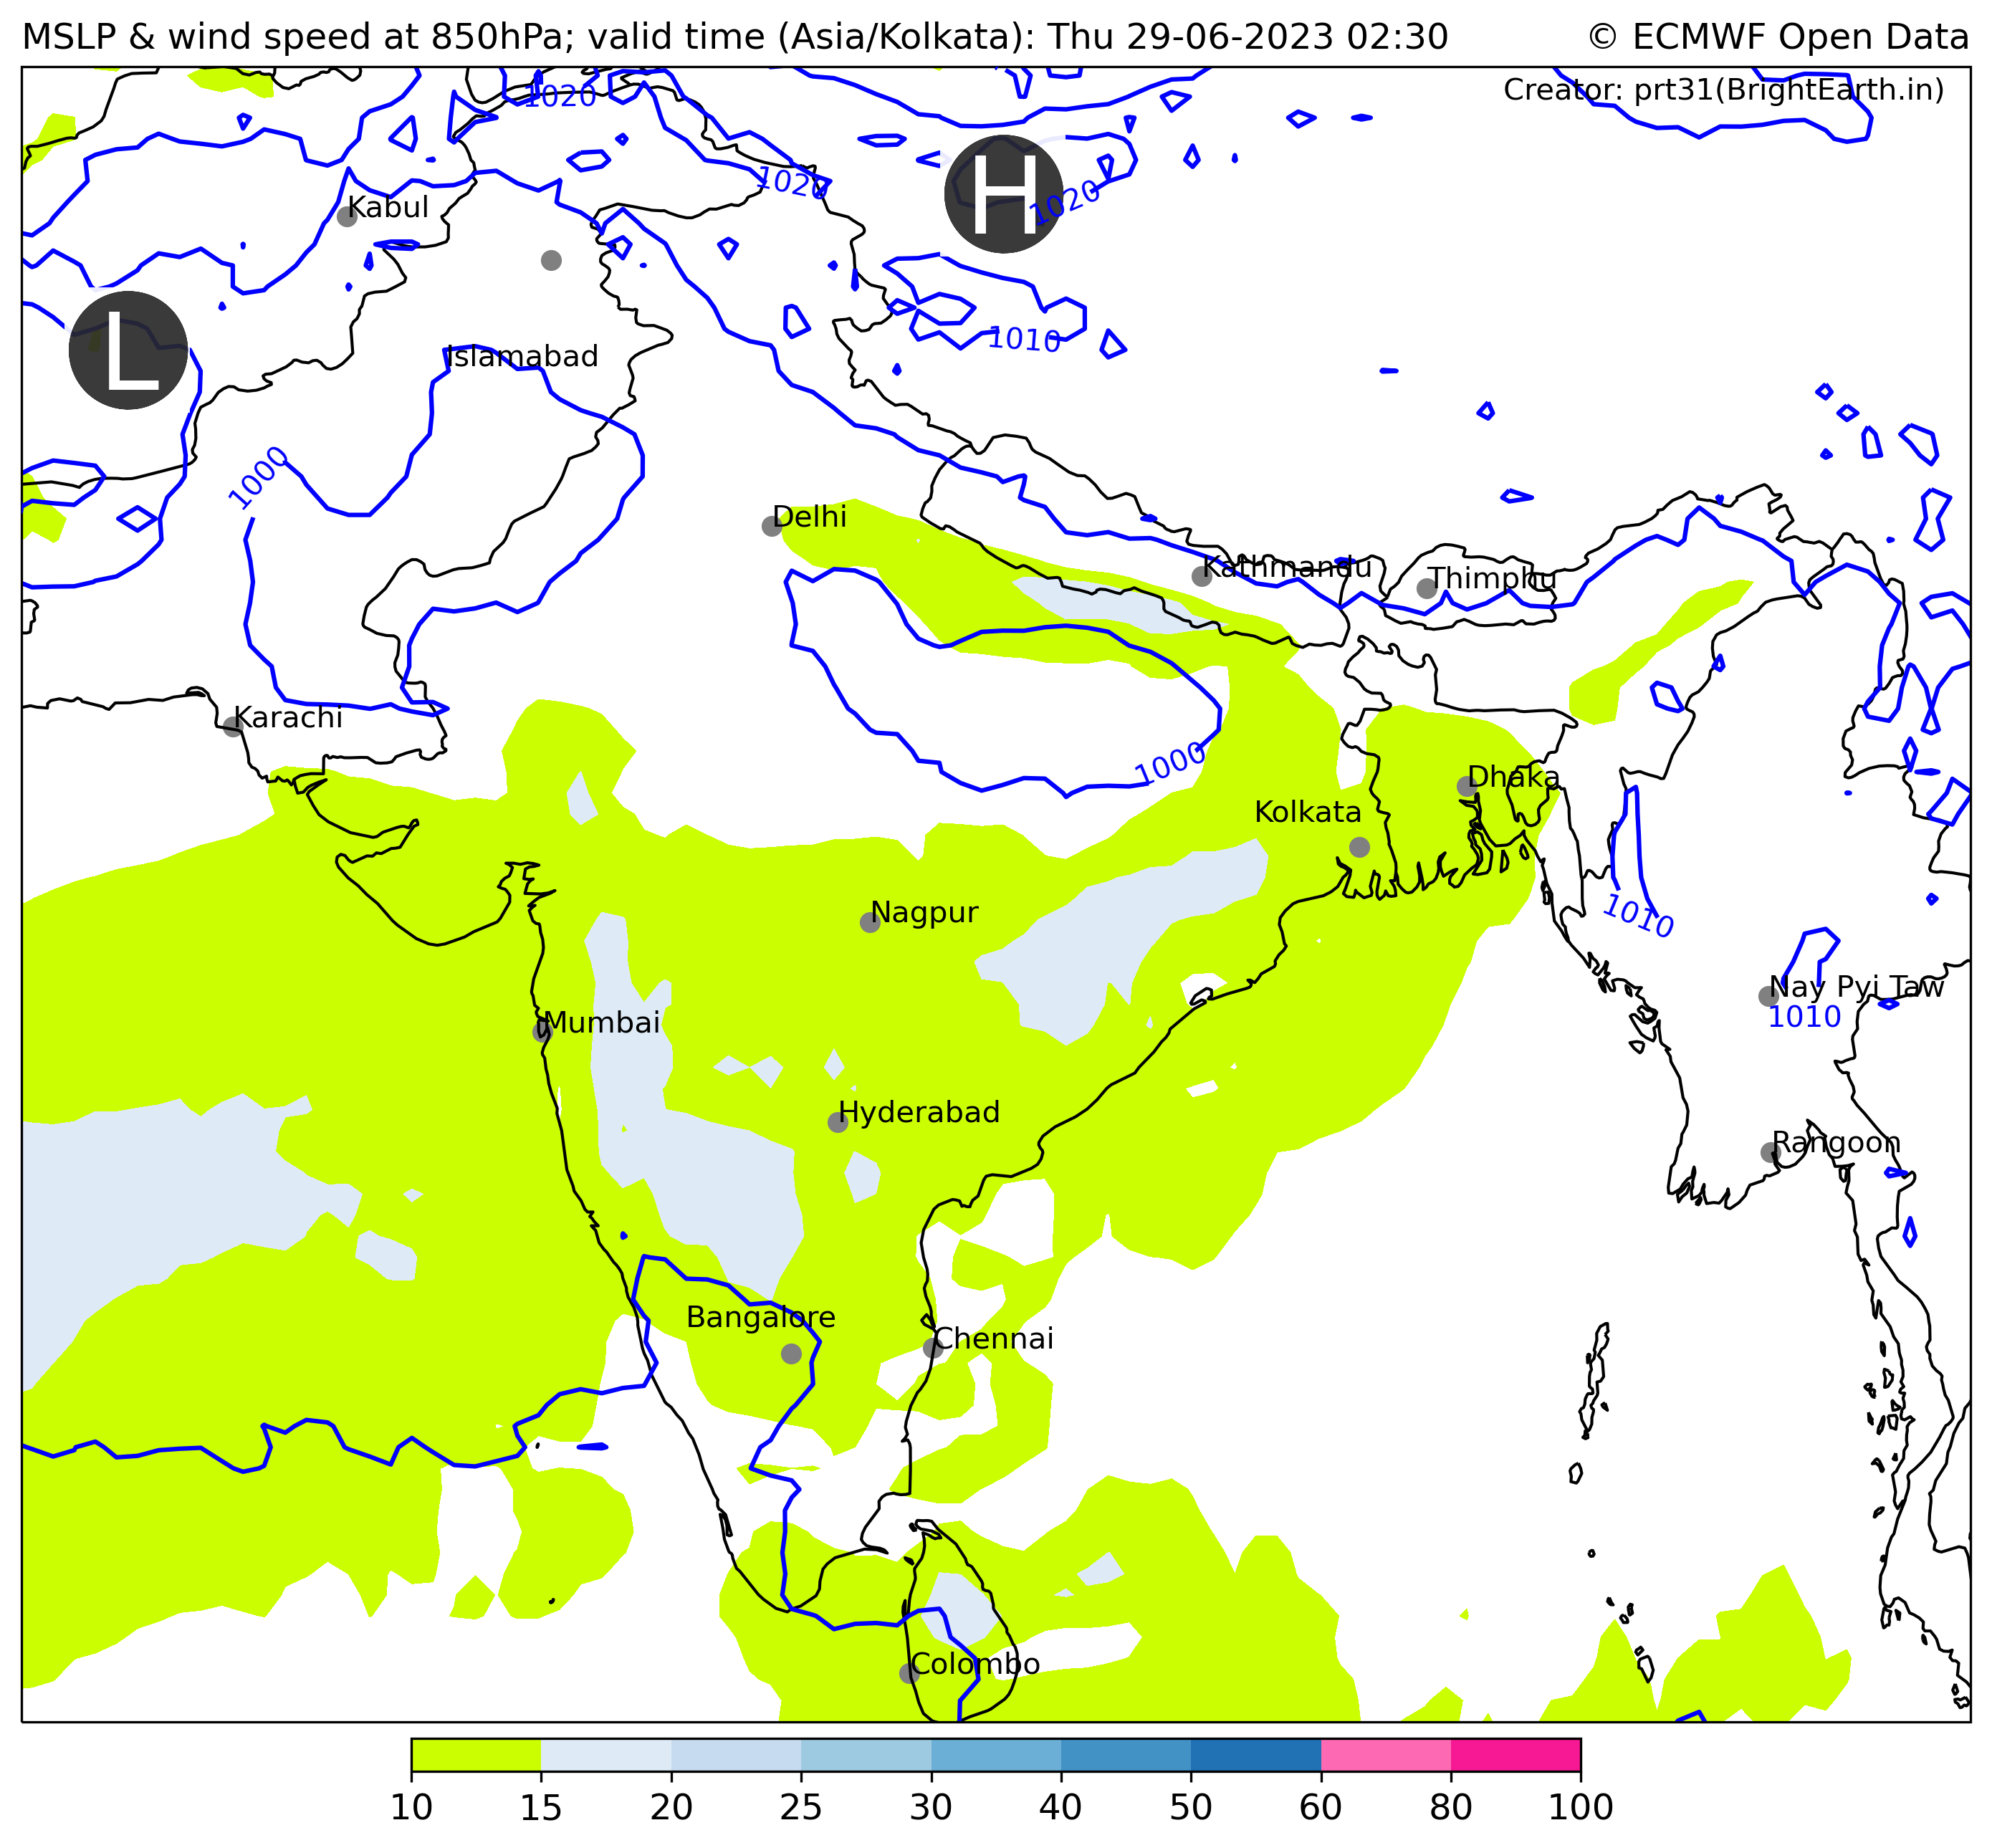 MSLP & wind speed at 850hPa; valid time (Asia/Kolkata): Thu 29-06-2023 02:30
© ECMWF Open Data
Creator: prt31(BrightEarth.in)
1020
1020
H
1020
Kabul
L
1010
Islamabad
1000
Delhi
Kathmandu
Thimphu
Karachi
1000
Dhaka
Kolkata
Nagpur
1010
Nay Pyi Taw
1010
Mumbai
Hyderabad
Rangoon
Bangalore
Chennai
Colombo
10 15 20 25 30 40 50 60 80 100